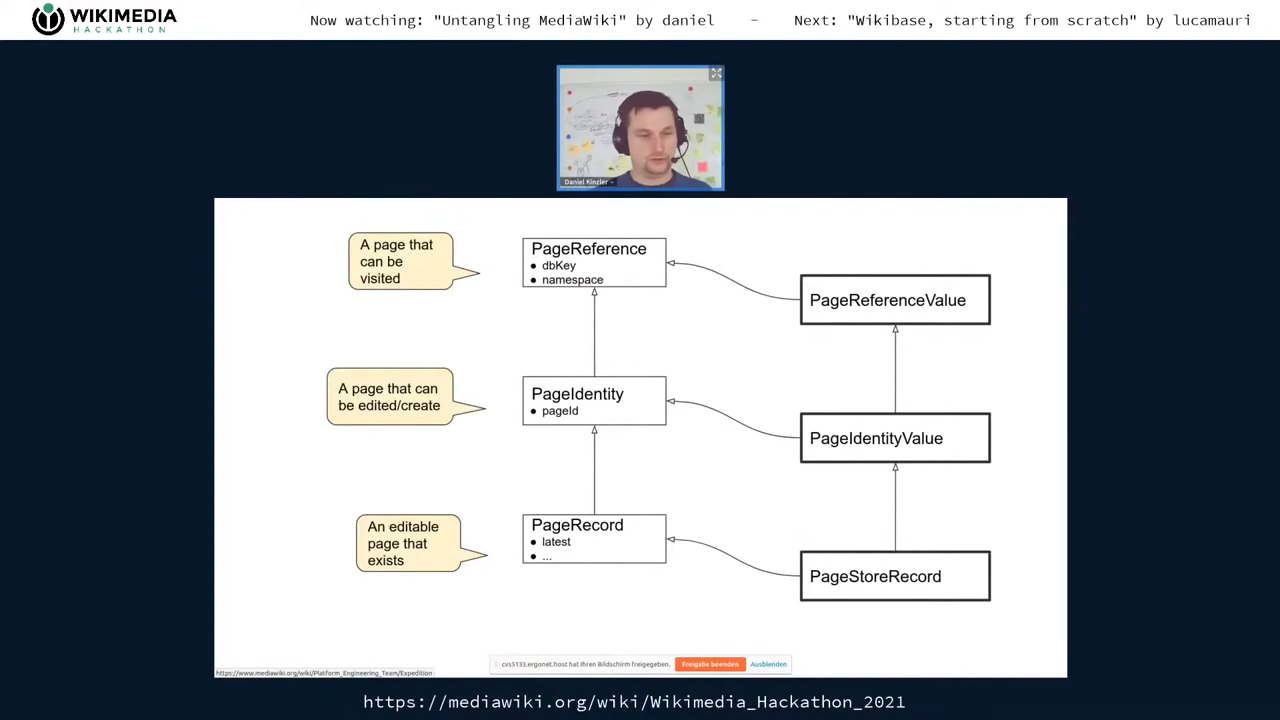 WIKIMEDIA
HACKATHON
Now watching: "Untangling MediaWiki" by daniel - Next: "Wikibase, starting from scratch" by lucamauri
Daniel Kinzler
A page that
can be
visited
PageReference
• dbKey
• namespace
PageReferenceValue
A page that can
be edited/create
PageIdentity
• pageId
PageIdentityValue
An editable
page that
exists
PageRecord
• latest
• ...
PageStoreRecord
cvs5133.ergonet.host hat Ihren Bildschirm freigegeben. Freigabe beenden Ausblenden
https://www.mediawiki.org/wiki/Platform_Engineering_Team/Expedition
https://mediawiki.org/wiki/Wikimedia_Hackathon_2021